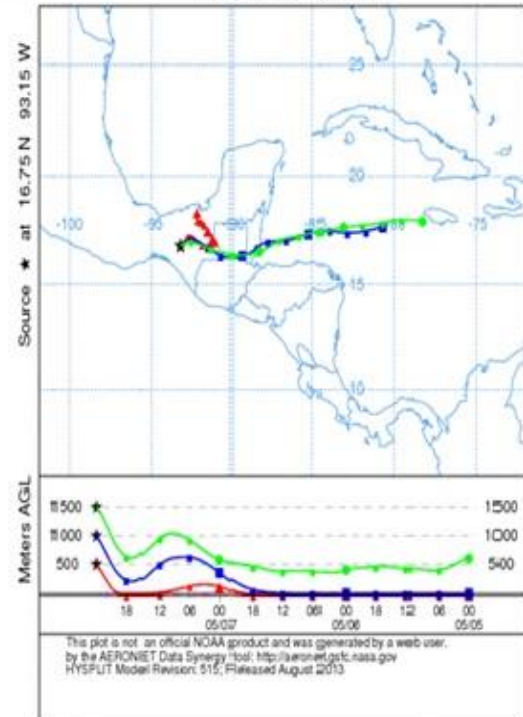 Source ★ at 16.75 N 93.15 W
25
20
-100 -95 -90 -85 -75
15
10
Meters AGL
1500 1500
1000 1000
500 500
18 12 06 00 18 12 06 00 18 12 06 00
05/07 05/06 05/05
This plot is not an official NOAA product and was generated by a web user.
by the AERONET Data Synergy Tool; http://aeronet.gsfc.nasa.gov
HYSPLIT Model Revision: 515; Released August 2013